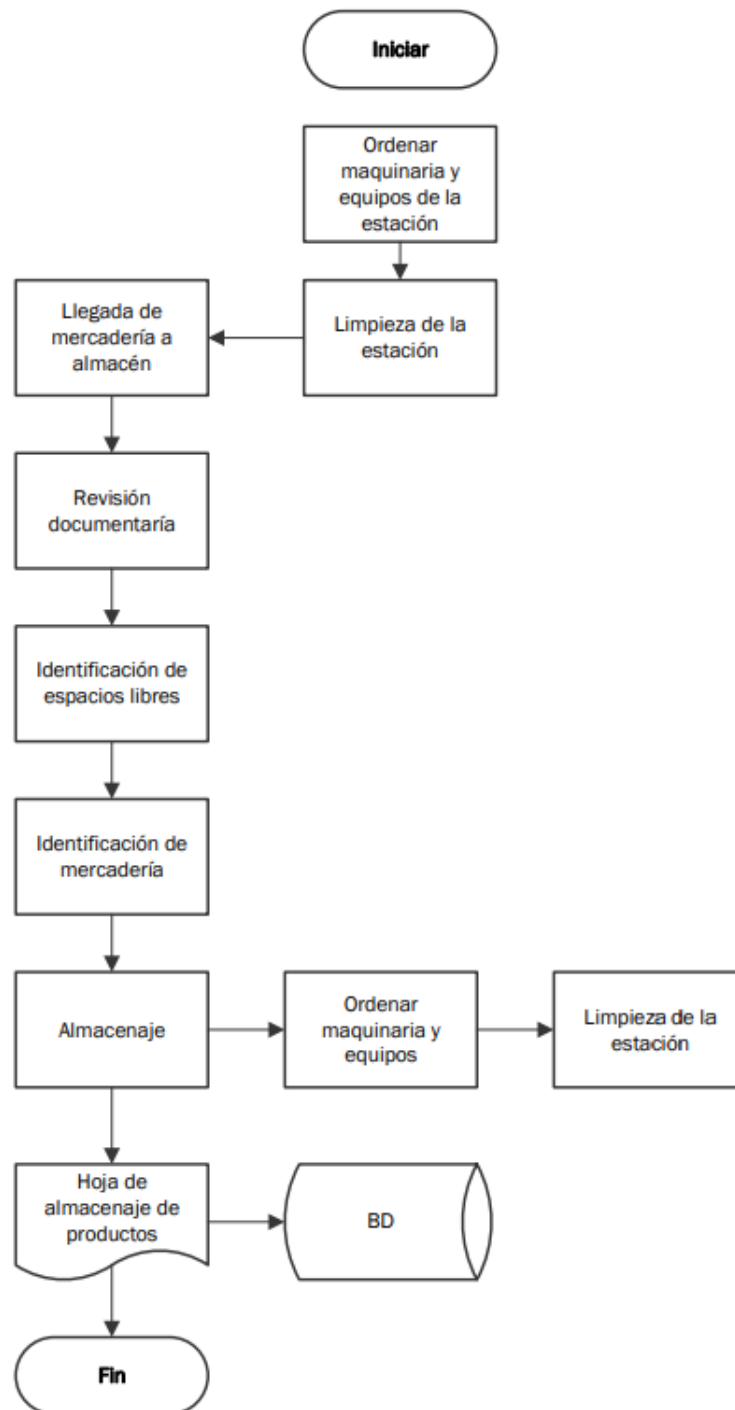 Iniciar
Ordenar
maquinaria y
equipos de la
estación
Limpieza de la
estación
Llegada de
mercadería a
almacén
Revisión
documentaría
Identificación de
espacios libres
Identificación de
mercadería
Almacenaje
Ordenar
maquinaria y
equipos
Limpieza de la
estación
Hoja de
almacenaje de
productos
BD
Fin